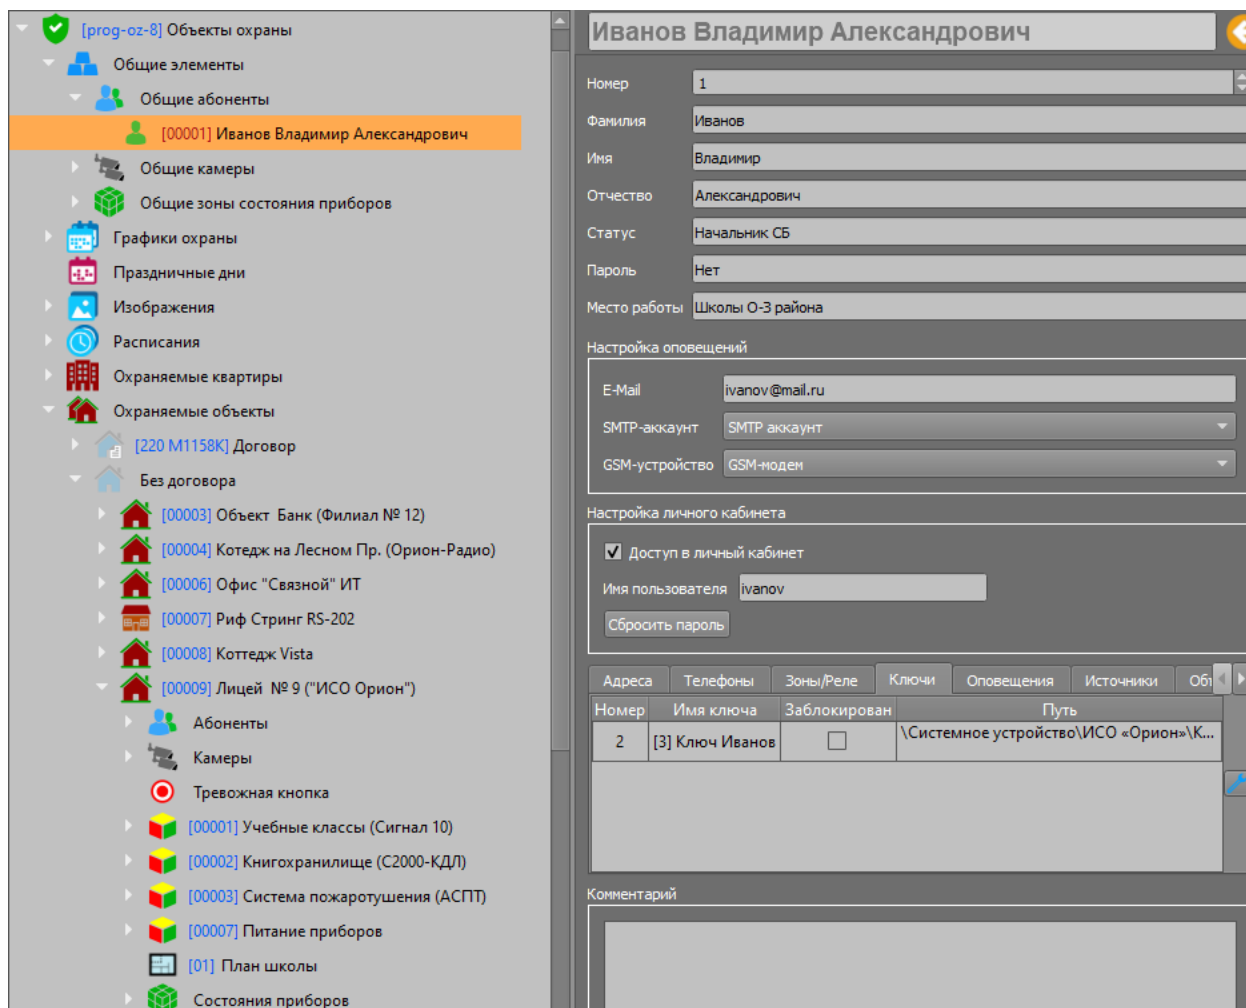 [prog-oz-8] Объекты охраны
Общие элементы
Общие абоненты
[00001] Иванов Владимир Александрович
Общие камеры
Общие зоны состояния приборов
Графики охраны
Праздничные дни
Изображения
Расписания
Охраняемые квартиры
Охраняемые объекты
[220 М1158К] Договор
Без договора
[00003] Объект Банк (Филиал № 12)
[00004] Котедж на Лесном Пр. (Орион-Радио)
[00006] Офис "Связной" ИТ
[00007] Риф Стринг RS-202
[00008] Коттедж Vista
[00009] Лицей № 9 ("ИСО Орион")
Абоненты
Камеры
Тревожная кнопка
[00001] Учебные классы (Сигнал 10)
[00002] Книгохранилище (С2000-КДЛ)
[00003] Система пожаротушения (АСПТ)
[00007] Питание приборов
[01] План школы
Состояния приборов
Иванов Владимир Александрович
Номер 1
Фамилия Иванов
Имя Владимир
Отчество Александрович
Статус Начальник СБ
Пароль Нет
Место работы Школы О-З района
Настройка оповещений
E-Mail ivanov@mail.ru
SMTP-аккаунт SMTP аккаунт
GSM-устройство GSM-модем
Настройка личного кабинета
Доступ в личный кабинет
Имя пользователя ivanov
Сбросить пароль
Адреса Телефоны Зоны/Реле Ключи Оповещения Источники Об
Номер Имя ключа Заблокирован Путь
2 [3] Ключ Иванов \Системное устройство\ИСО «Орион»\К...
Комментарий